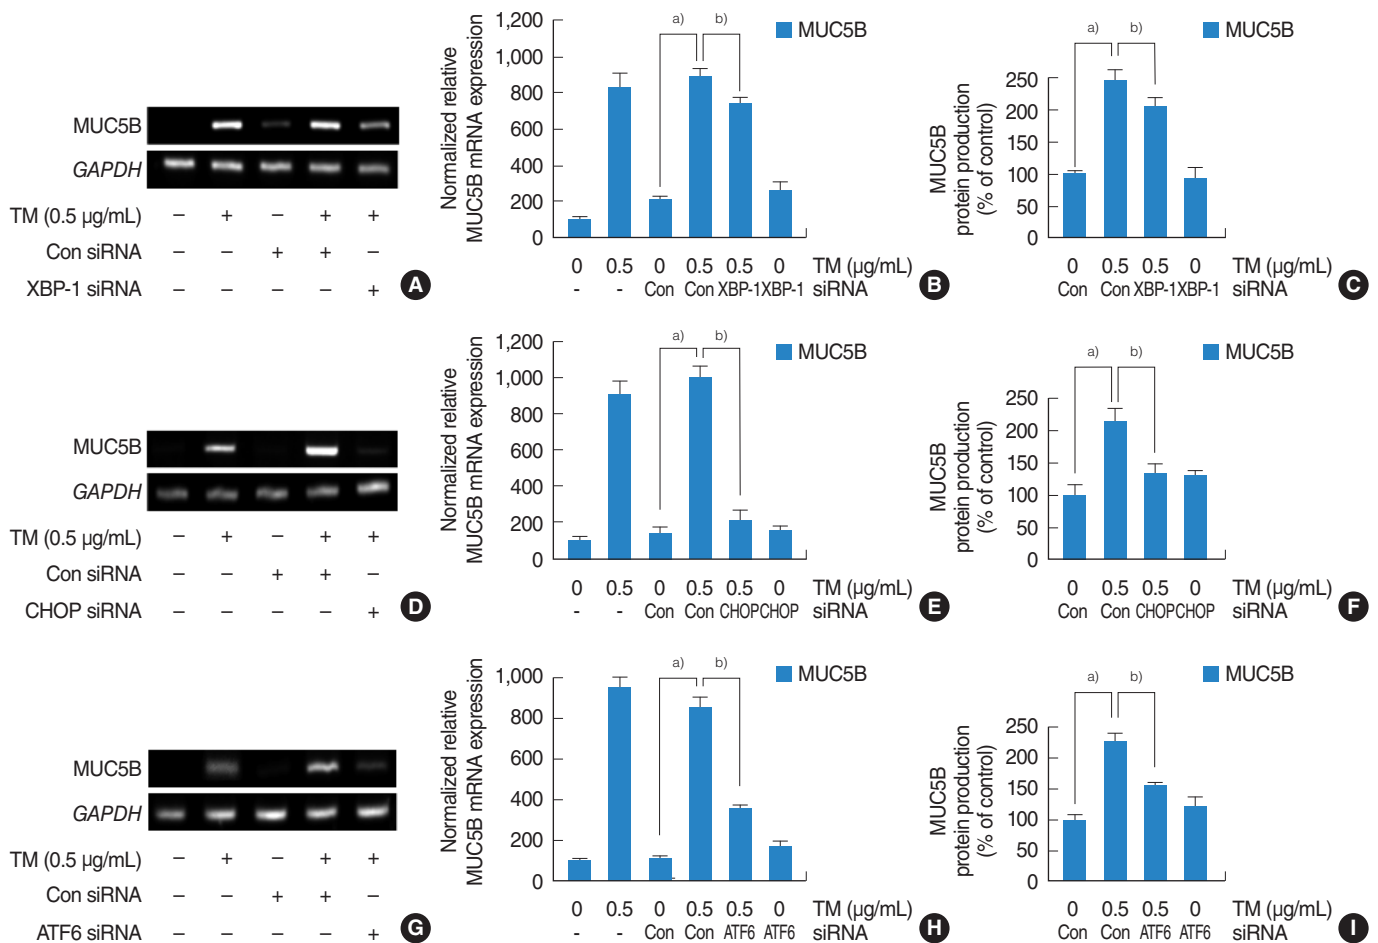 MUC5B
GAPDH
TM (0.5 µg/mL) – + – + +
Con siRNA – – + + –
XBP-1 siRNA – – – – +
A
Normalized relative
MUC5B mRNA expression
1,200
1,000
800
600
400
200
0
a) b)
MUC5B
0 0.5 0 0.5 0.5 0 TM (µg/mL)
- - Con Con XBP-1 XBP-1 siRNA
B
MUC5B
protein production
(% of control)
250
200
150
100
50
0
a) b)
MUC5B
0 0.5 0.5 0 TM (µg/mL)
Con Con XBP-1 XBP-1 siRNA
C
MUC5B
GAPDH
TM (0.5 µg/mL) – + – + +
Con siRNA – – + + –
CHOP siRNA – – – – +
D
Normalized relative
MUC5B mRNA expression
1,200
1,000
800
600
400
200
0
a) b)
MUC5B
0 0.5 0 0.5 0.5 0 TM (µg/mL)
- - Con Con CHOP CHOP siRNA
E
MUC5B
protein production
(% of control)
250
200
150
100
50
0
a) b)
MUC5B
0 0.5 0.5 0 TM (µg/mL)
Con Con CHOP CHOP siRNA
F
MUC5B
GAPDH
TM (0.5 µg/mL) – + – + +
Con siRNA – – + + –
ATF6 siRNA – – – – +
G
Normalized relative
MUC5B mRNA expression
1,000
800
600
400
200
0
a) b)
MUC5B
0 0.5 0 0.5 0.5 0 TM (µg/mL)
- - Con Con ATF6 ATF6 siRNA
H
MUC5B
protein production
(% of control)
250
200
150
100
50
0
a) b)
MUC5B
0 0.5 0.5 0 TM (µg/mL)
Con Con ATF6 ATF6 siRNA
I